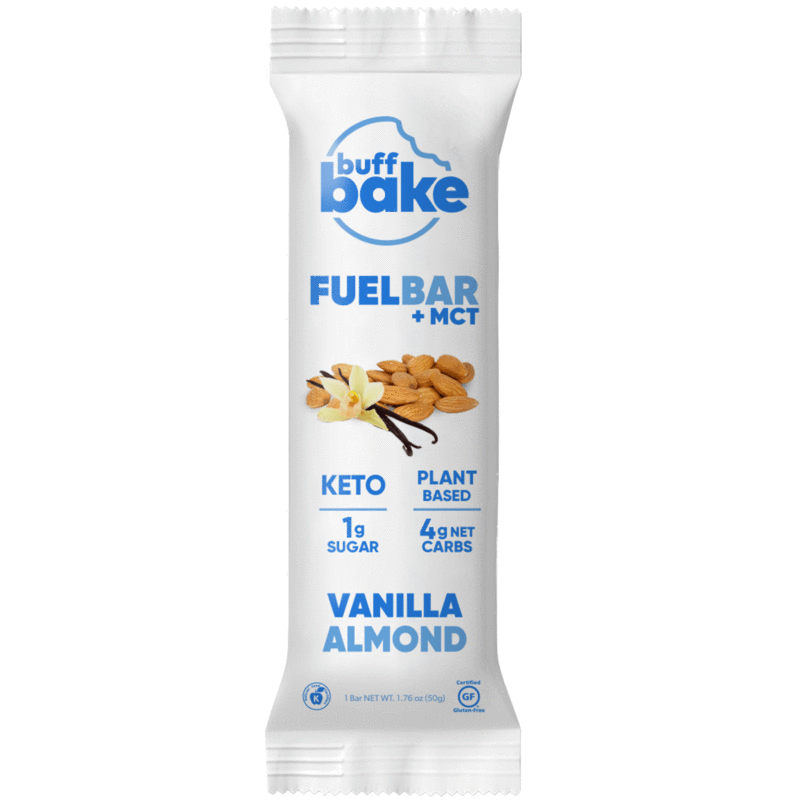 buff
bake
FUELBAR
+ MCT
KETO
PLANT
BASED
1g
SUGAR
4g NET
CARBS
VANILLA
ALMOND
K
1 Bar NET WT. 1.76 oz (50g)
Certified
GF
Gluten-Free